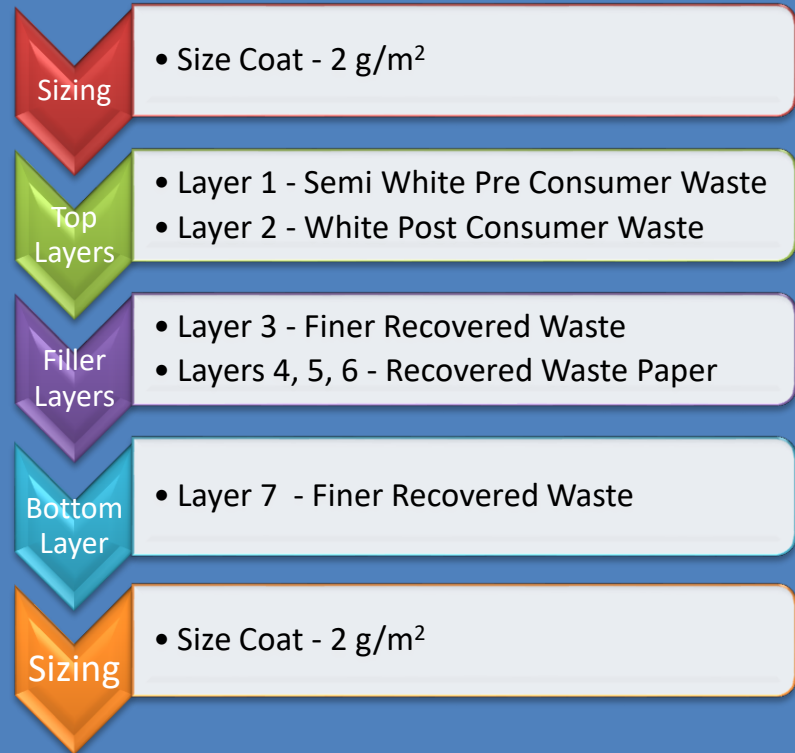 Sizing
• Size Coat - 2 g/m²
Top
Layers
• Layer 1 - Semi White Pre Consumer Waste
• Layer 2 - White Post Consumer Waste
Filler
Layers
• Layer 3 - Finer Recovered Waste
• Layers 4, 5, 6 - Recovered Waste Paper
Bottom
Layer
• Layer 7  - Finer Recovered Waste
Sizing
• Size Coat - 2 g/m²